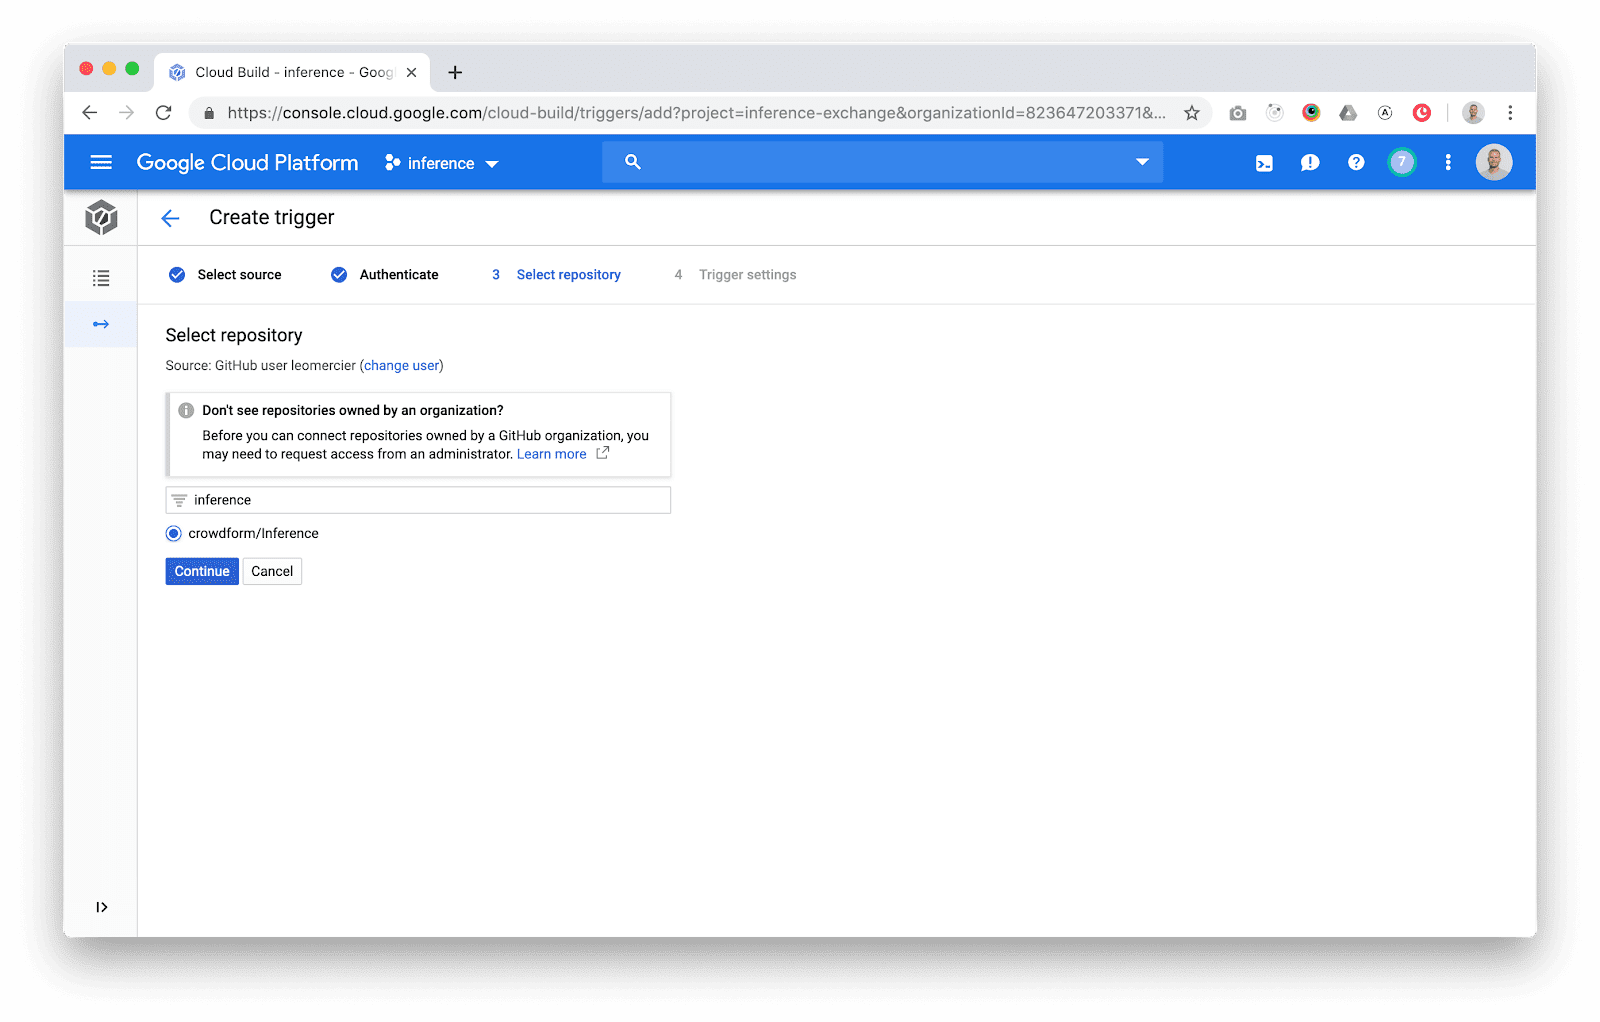 Cloud Build - inference - Goog
https://console.cloud.google.com/cloud-build/triggers/add?project=inference-exchange&organizationId=823647203371&...
Google Cloud Platform
inference
7
Create trigger
Select source
Authenticate
3 Select repository
4 Trigger settings
Select repository
Source: GitHub user leomercier (change user)
Don't see repositories owned by an organization?
Before you can connect repositories owned by a GitHub organization, you
may need to request access from an administrator. Learn more
inference
crowdform/Inference
Continue
Cancel